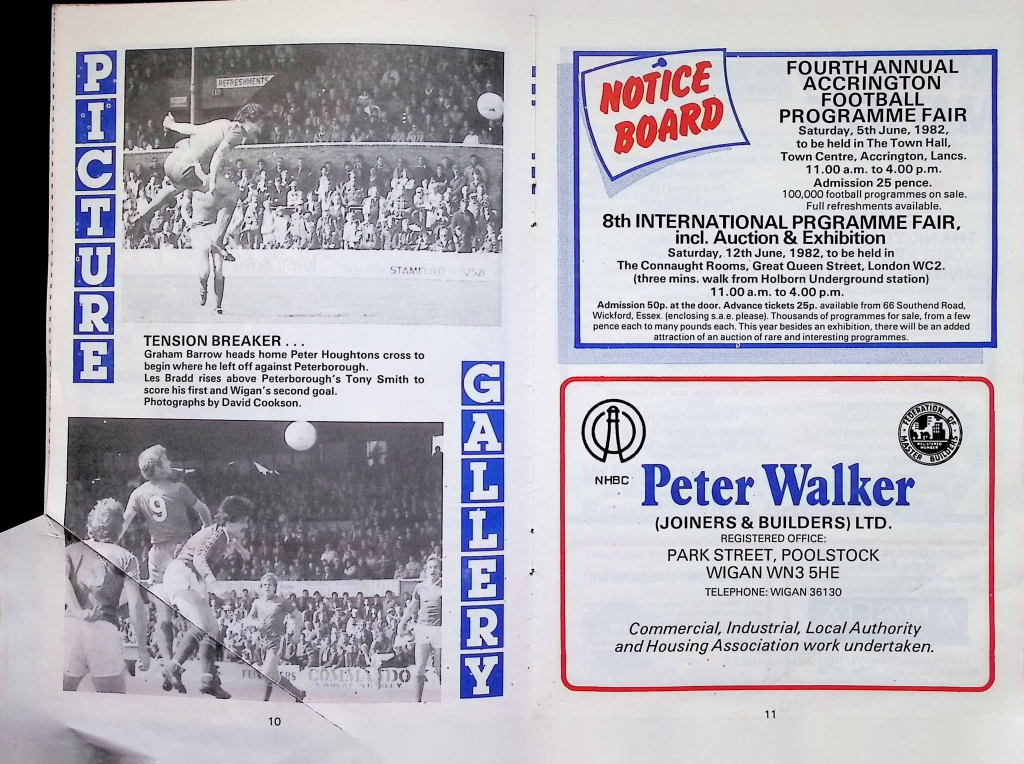 PICTURE
REFRESHMENTS
STAMFORD
TENSION BREAKER . . .
Graham Barrow heads home Peter Houghtons cross to
begin where he left off against Peterborough.
Les Bradd rises above Peterborough's Tony Smith to
score his first and Wigan's second goal.
Photographs by David Cookson.
GALLERY
9
COMMANDO
10
NOTICE
BOARD
FOURTH ANNUAL
ACCRINGTON
FOOTBALL
PROGRAMME FAIR
Saturday, 5th June, 1982,
to be held in The Town Hall,
Town Centre, Accrington, Lancs.
11.00 a.m. to 4.00 p.m.
Admission 25 pence.
100,000 football programmes on sale.
Full refreshments available.
8th INTERNATIONAL PRGRAMME FAIR,
incl. Auction & Exhibition
Saturday, 12th June, 1982, to be held in
The Connaught Rooms, Great Queen Street, London WC2.
(three mins. walk from Holborn Underground station)
11.00 a.m. to 4.00 p.m.
Admission 50p. at the door. Advance tickets 25p. available from 66 Southend Road,
Wickford, Essex. (enclosing s.a.e. please). Thousands of programmes for sale, from a few
pence each to many pounds each. This year besides an exhibition, there will be an added
attraction of an auction of rare and interesting programmes.
NHBC
FEDERATION OF
MASTER BUILDERS
REGISTERED
MEMBER
Peter Walker
(JOINERS & BUILDERS) LTD.
REGISTERED OFFICE:
PARK STREET, POOLSTOCK
WIGAN WN3 5HE
TELEPHONE: WIGAN 36130
Commercial, Industrial, Local Authority
and Housing Association work undertaken.
11